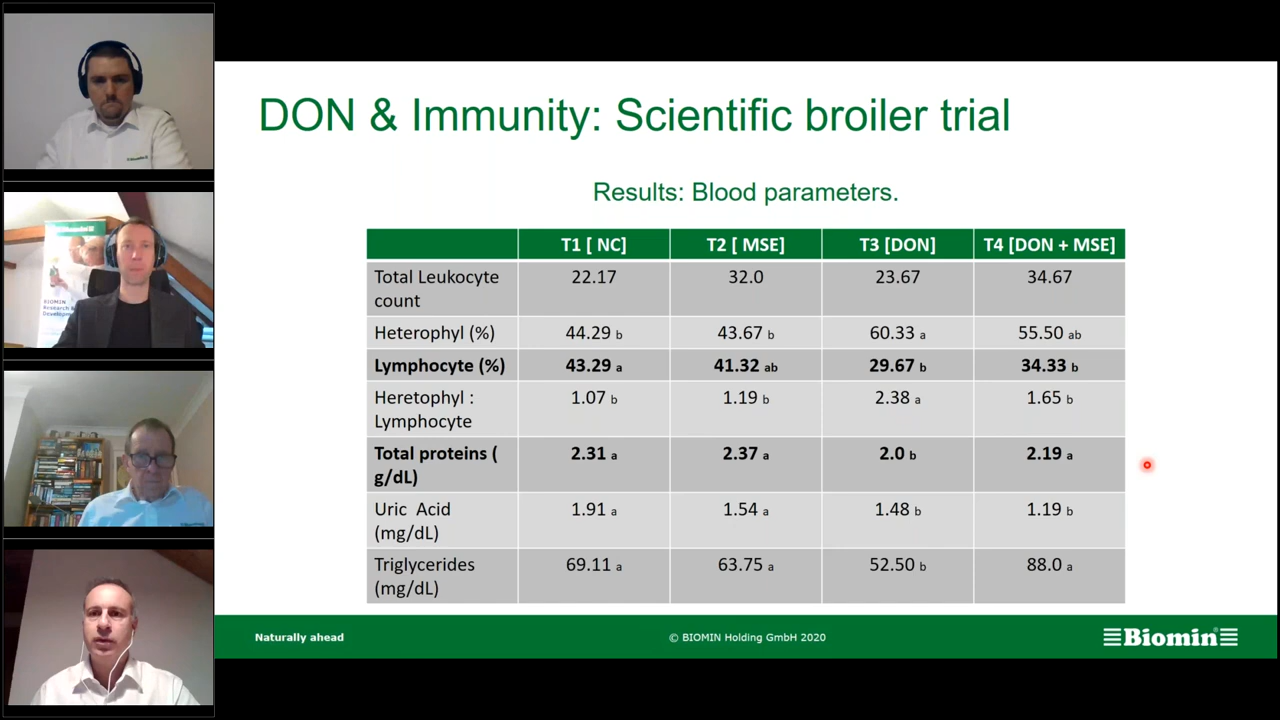 DON & Immunity: Scientific broiler trial
Results: Blood parameters.
T1 [ NC] T2 [ MSE] T3 [DON] T4 [DON + MSE]
Total Leukocyte count 22.17 32.0 23.67 34.67
Heterophyl (%) 44.29 b 43.67 b 60.33 a 55.50 ab
Lymphocyte (%) 43.29 a 41.32 ab 29.67 b 34.33 b
Heretophyl : Lymphocyte 1.07 b 1.19 b 2.38 a 1.65 b
Total proteins ( g/dL) 2.31 a 2.37 a 2.0 b 2.19 a
Uric Acid (mg/dL) 1.91 a 1.54 a 1.48 b 1.19 b
Triglycerides (mg/dL) 69.11 a 63.75 a 52.50 b 88.0 a
Naturally ahead © BIOMIN Holding GmbH 2020 Biomin®
BIOMIN
Research &
Development